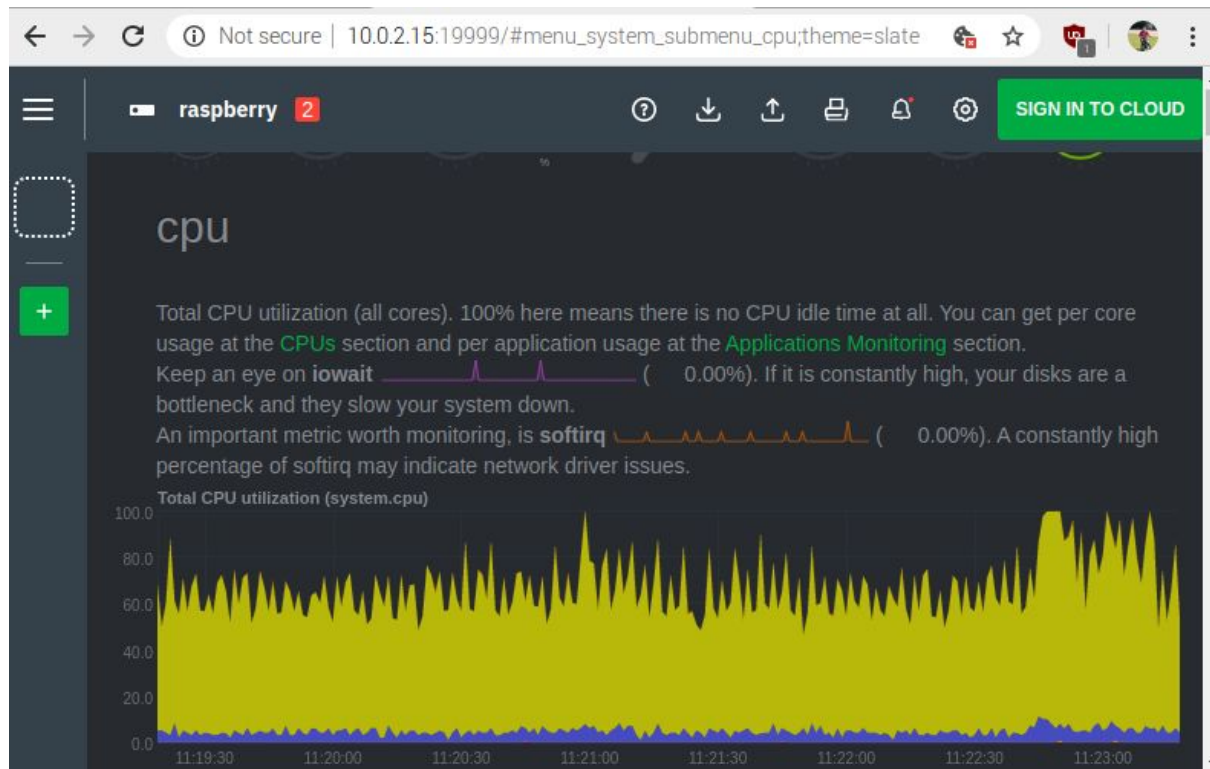 Not secure | 10.0.2.15:19999/#menu_system_submenu_cpu;theme=slate
1
raspberry 2
SIGN IN TO CLOUD
%
cpu
+
Total CPU utilization (all cores). 100% here means there is no CPU idle time at all. You can get per core
usage at the CPUs section and per application usage at the Applications Monitoring section.
Keep an eye on iowait ( 0.00%). If it is constantly high, your disks are a
bottleneck and they slow your system down.
An important metric worth monitoring, is softirq ( 0.00%). A constantly high
percentage of softirq may indicate network driver issues.
Total CPU utilization (system.cpu)
100.0
80.0
60.0
40.0
20.0
0.0
11:19:30 11:20:00 11:20:30 11:21:00 11:21:30 11:22:00 11:22:30 11:23:00